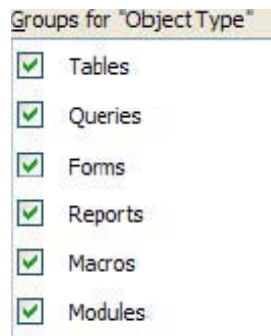 Groups for "Object Type"
Tables
Queries
Forms
Reports
Macros
Modules